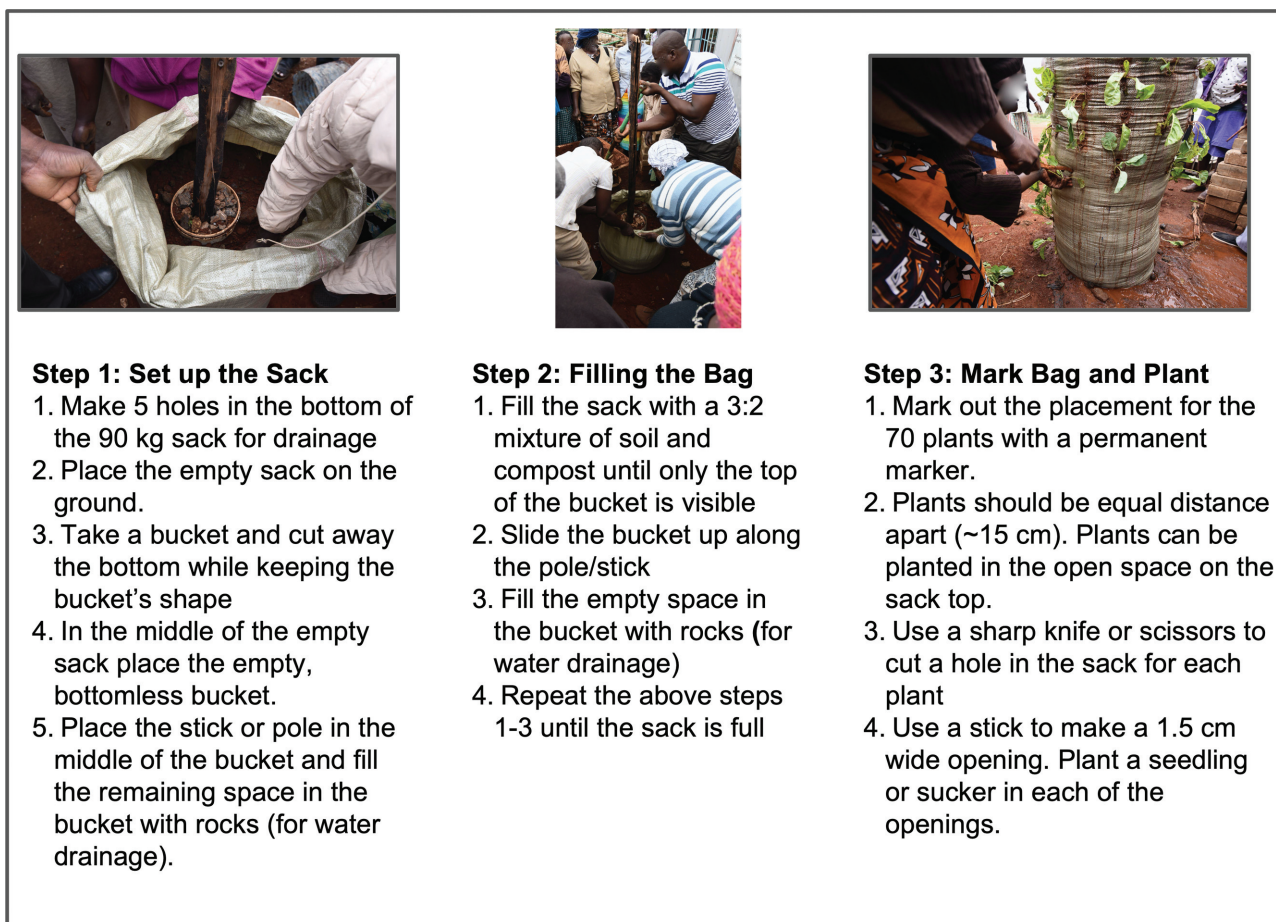 Step 1: Set up the Sack
1. Make 5 holes in the bottom of
the 90 kg sack for drainage
2. Place the empty sack on the
ground.
3. Take a bucket and cut away
the bottom while keeping the
bucket's shape
4. In the middle of the empty
sack place the empty,
bottomless bucket.
5. Place the stick or pole in the
middle of the bucket and fill
the remaining space in the
bucket with rocks (for water
drainage).
Step 2: Filling the Bag
1. Fill the sack with a 3:2
mixture of soil and
compost until only the top
of the bucket is visible
2. Slide the bucket up along
the pole/stick
3. Fill the empty space in
the bucket with rocks (for
water drainage)
4. Repeat the above steps
1-3 until the sack is full
Step 3: Mark Bag and Plant
1. Mark out the placement for the
70 plants with a permanent
marker.
2. Plants should be equal distance
apart (~15 cm). Plants can be
planted in the open space on the
sack top.
3. Use a sharp knife or scissors to
cut a hole in the sack for each
plant
4. Use a stick to make a 1.5 cm
wide opening. Plant a seedling
or sucker in each of the
openings.